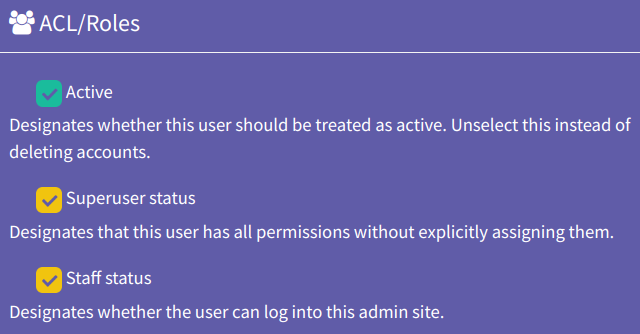 ACL/Roles
Active
Designates whether this user should be treated as active. Unselect this instead of
deleting accounts.
Superuser status
Designates that this user has all permissions without explicitly assigning them.
Staff status
Designates whether the user can log into this admin site.